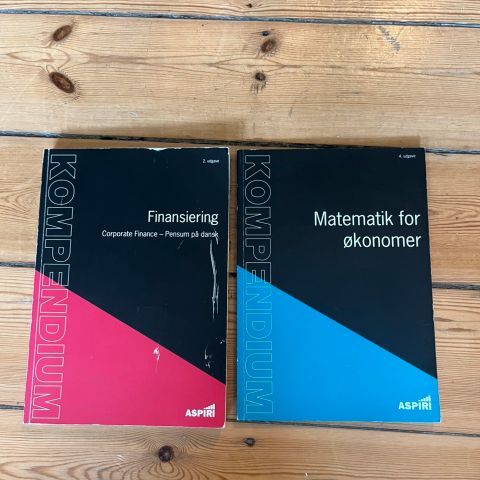 KOMPENDIUM
2. udgave
Finansiering
Corporate Finance – Pensum på dansk
ASPIRI
KOMPENDIUM
4. udgave
Matematik for
økonomer
ASPIRI